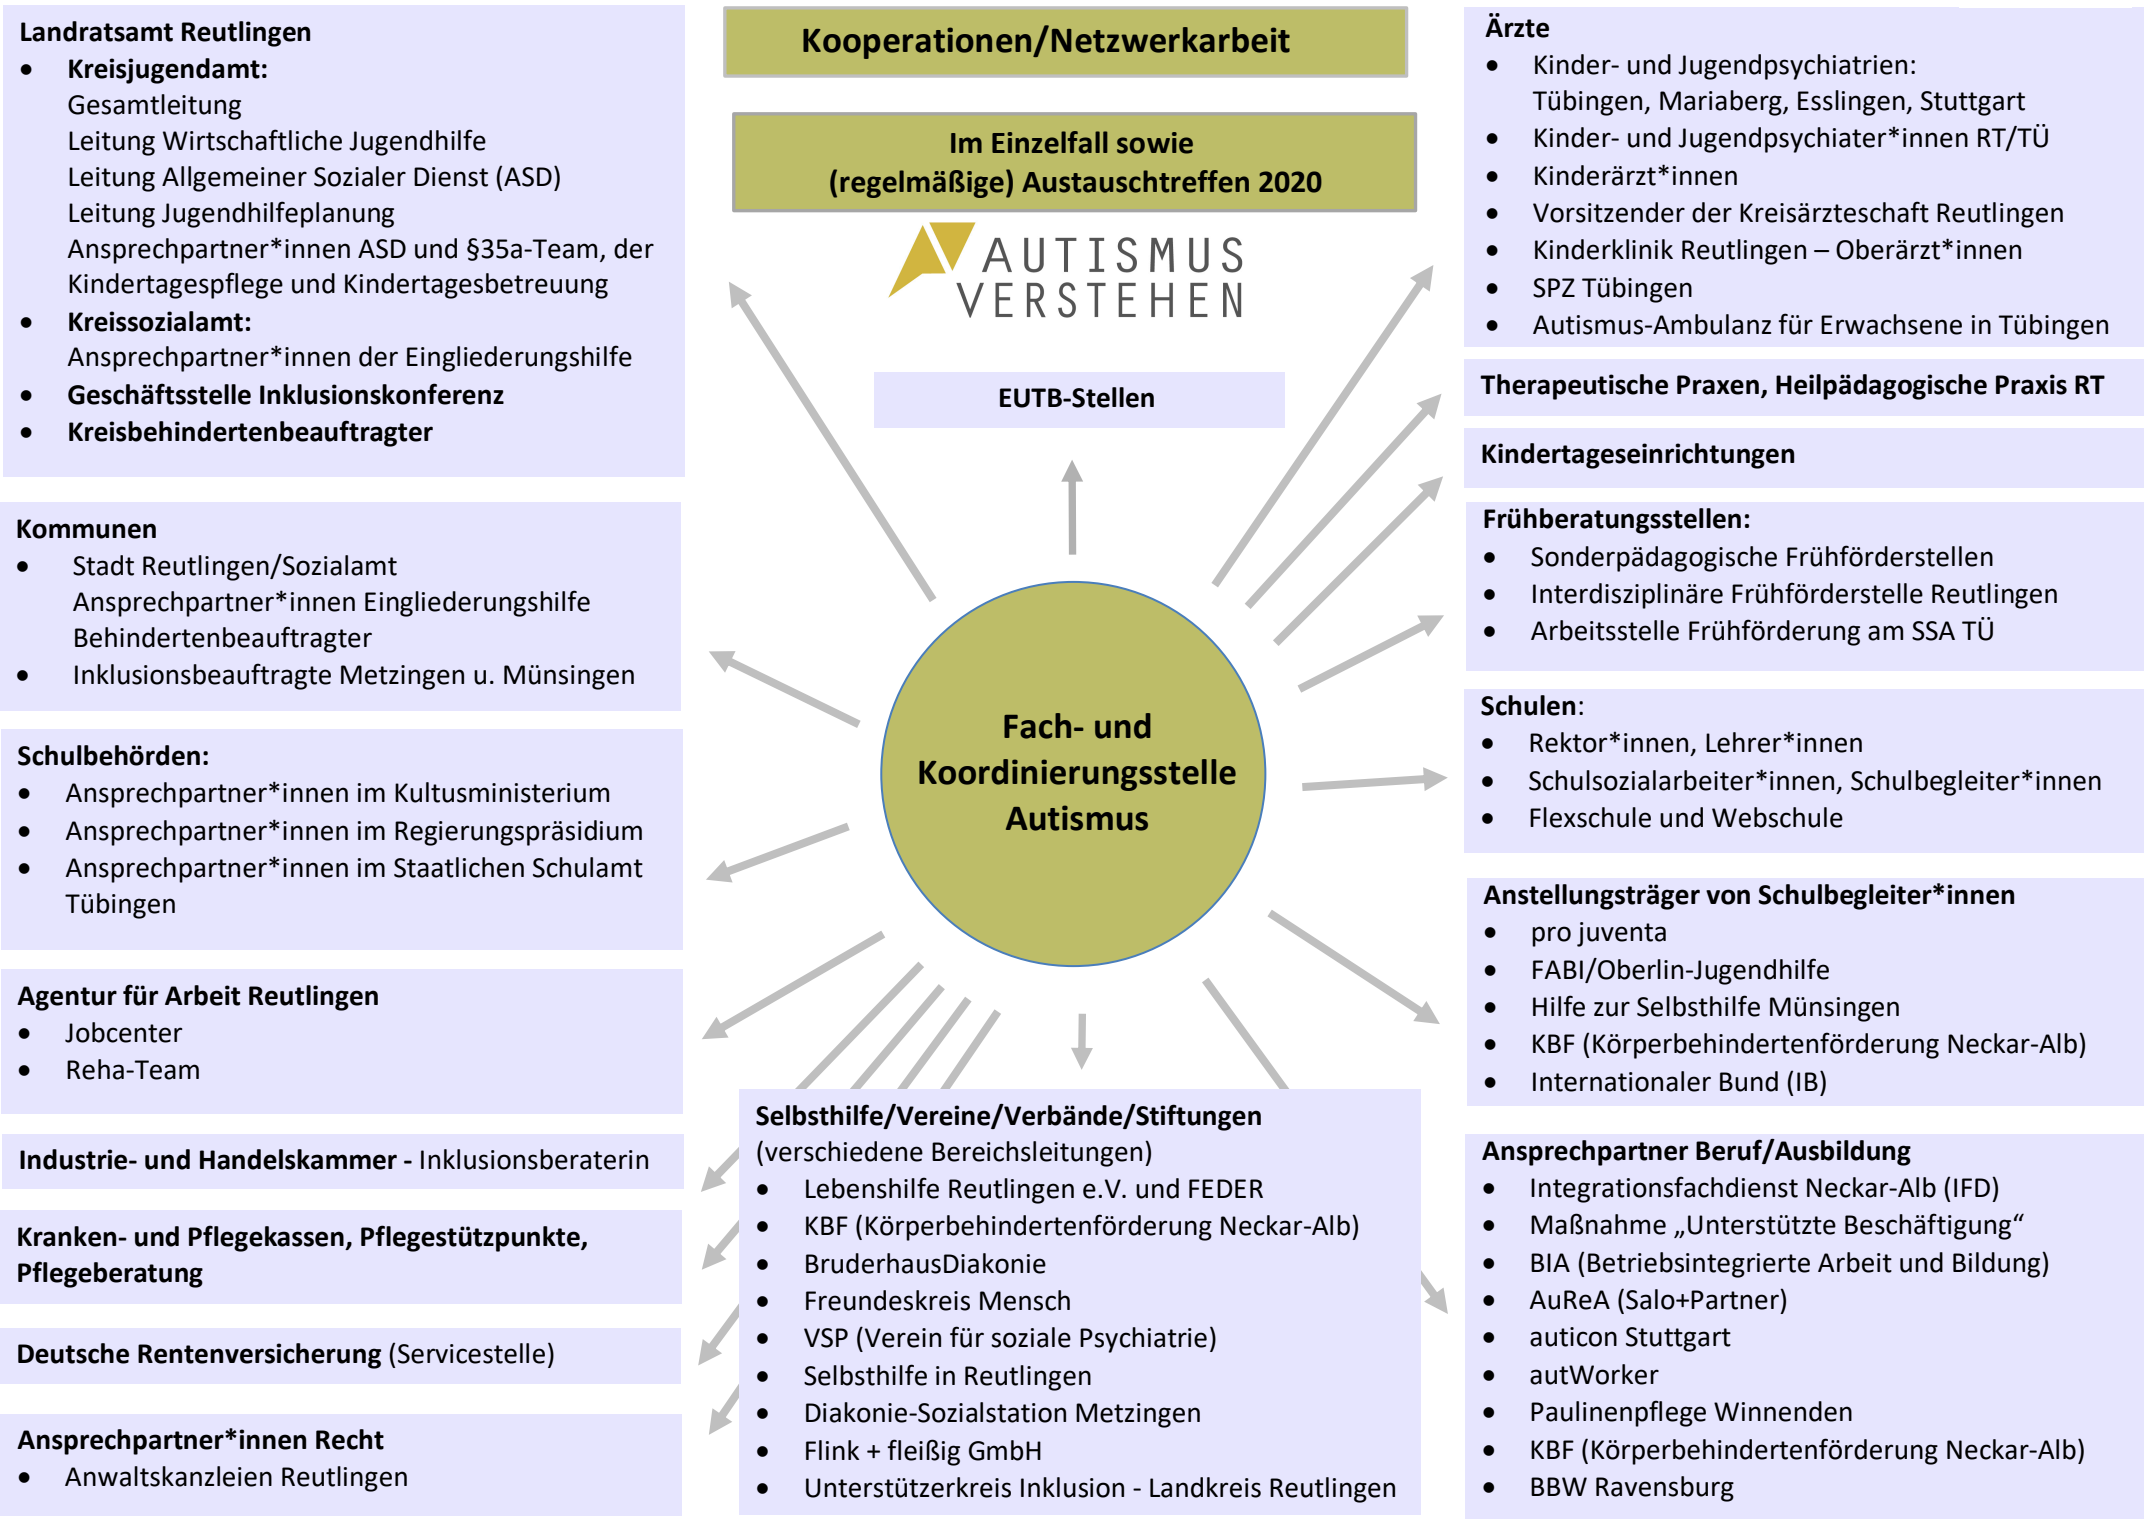 Landratsamt Reutlingen
• Kreisjugendamt:
Gesamtleitung
Leitung Wirtschaftliche Jugendhilfe
Leitung Allgemeiner Sozialer Dienst (ASD)
Leitung Jugendhilfeplanung
Ansprechpartner*innen ASD und §35a-Team, der
Kindertagespflege und Kindertagesbetreuung
• Kreissozialamt:
Ansprechpartner*innen der Eingliederungshilfe
• Geschäftsstelle Inklusionskonferenz
• Kreisbehindertenbeauftragter
Kommunen
• Stadt Reutlingen/Sozialamt
Ansprechpartner*innen Eingliederungshilfe
Behindertenbeauftragter
• Inklusionsbeauftragte Metzingen u. Münsingen
Schulbehörden:
• Ansprechpartner*innen im Kultusministerium
• Ansprechpartner*innen im Regierungspräsidium
• Ansprechpartner*innen im Staatlichen Schulamt
Tübingen
Agentur für Arbeit Reutlingen
• Jobcenter
• Reha-Team
Industrie- und Handelskammer - Inklusionsberaterin
Kranken- und Pflegekassen, Pflegestützpunkte,
Pflegeberatung
Deutsche Rentenversicherung (Servicestelle)
Ansprechpartner*innen Recht
• Anwaltskanzleien Reutlingen
Kooperationen/Netzwerkarbeit
Im Einzelfall sowie
(regelmäßige) Austauschtreffen 2020
AUTISMUS
VERSTEHEN
EUTB-Stellen
Fach- und
Koordinierungsstelle
Autismus
Selbsthilfe/Vereine/Verbände/Stiftungen
(verschiedene Bereichsleitungen)
• Lebenshilfe Reutlingen e.V. und FEDER
• KBF (Körperbehindertenförderung Neckar-Alb)
• BruderhausDiakonie
• Freundeskreis Mensch
• VSP (Verein für soziale Psychiatrie)
• Selbsthilfe in Reutlingen
• Diakonie-Sozialstation Metzingen
• Flink + fleißig GmbH
• Unterstützerkreis Inklusion - Landkreis Reutlingen
Ärzte
• Kinder- und Jugendpsychiatrien:
Tübingen, Mariaberg, Esslingen, Stuttgart
• Kinder- und Jugendpsychiater*innen RT/TÜ
• Kinderärzt*innen
• Vorsitzender der Kreisärzteschaft Reutlingen
• Kinderklinik Reutlingen – Oberärzt*innen
• SPZ Tübingen
• Autismus-Ambulanz für Erwachsene in Tübingen
Therapeutische Praxen, Heilpädagogische Praxis RT
Kindertageseinrichtungen
Frühberatungsstellen:
• Sonderpädagogische Frühförderstellen
• Interdisziplinäre Frühförderstelle Reutlingen
• Arbeitsstelle Frühförderung am SSA TÜ
Schulen:
• Rektor*innen, Lehrer*innen
• Schulsozialarbeiter*innen, Schulbegleiter*innen
• Flexschule und Webschule
Anstellungsträger von Schulbegleiter*innen
• pro juventa
• FABI/Oberlin-Jugendhilfe
• Hilfe zur Selbsthilfe Münsingen
• KBF (Körperbehindertenförderung Neckar-Alb)
• Internationaler Bund (IB)
Ansprechpartner Beruf/Ausbildung
• Integrationsfachdienst Neckar-Alb (IFD)
• Maßnahme „Unterstützte Beschäftigung“
• BIA (Betriebsintegrierte Arbeit und Bildung)
• AuReA (Salo+Partner)
• auticon Stuttgart
• autWorker
• Paulinenpflege Winnenden
• KBF (Körperbehindertenförderung Neckar-Alb)
• BBW Ravensburg